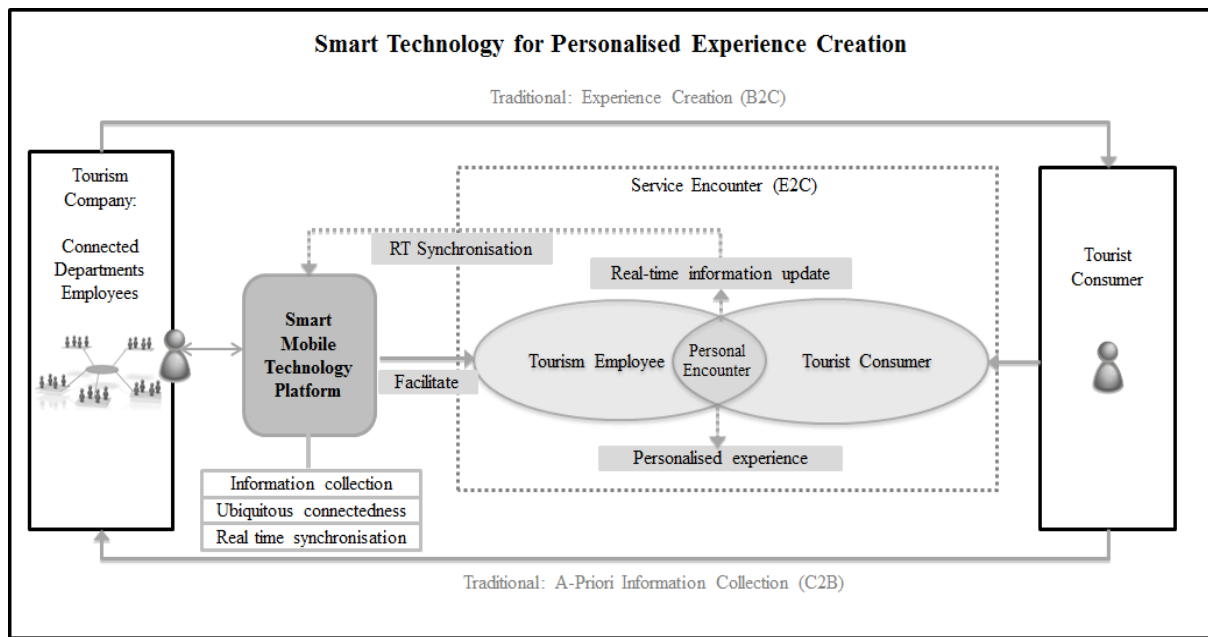 Smart Technology for Personalised Experience Creation
Traditional: Experience Creation (B2C)
Tourism
Company:
Connected
Departments
Employees
Service Encounter (E2C)
RT Synchronisation
Real-time information update
Tourist
Consumer
Smart
Mobile
Technology
Platform
Facilitate
Tourism Employee
Personal
Encounter
Tourist Consumer
Personalised experience
Information collection
Ubiquitous connectedness
Real time synchronisation
Traditional: A-Priori Information Collection (C2B)